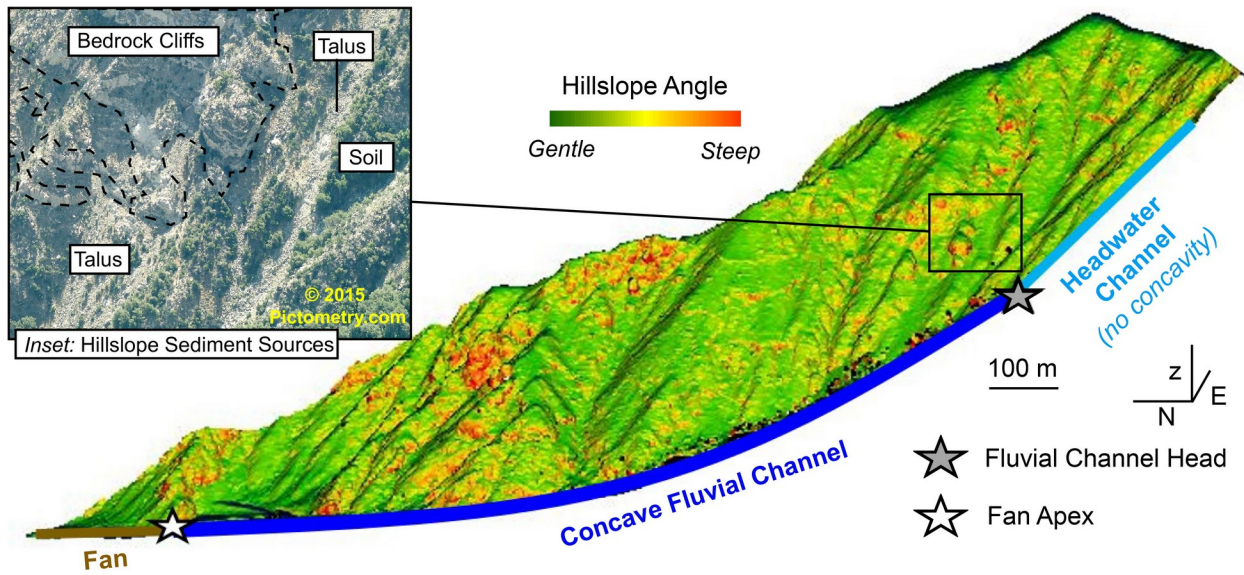 Bedrock Cliffs
Talus
Soil
Talus
© 2015
Pictometry.com
Inset: Hillslope Sediment Sources
Hillslope Angle
Gentle
Steep
Headwater
Channel
(no concavity)
100 m
z
E
N
Fluvial Channel Head
Fan Apex
Concave Fluvial Channel
Fan